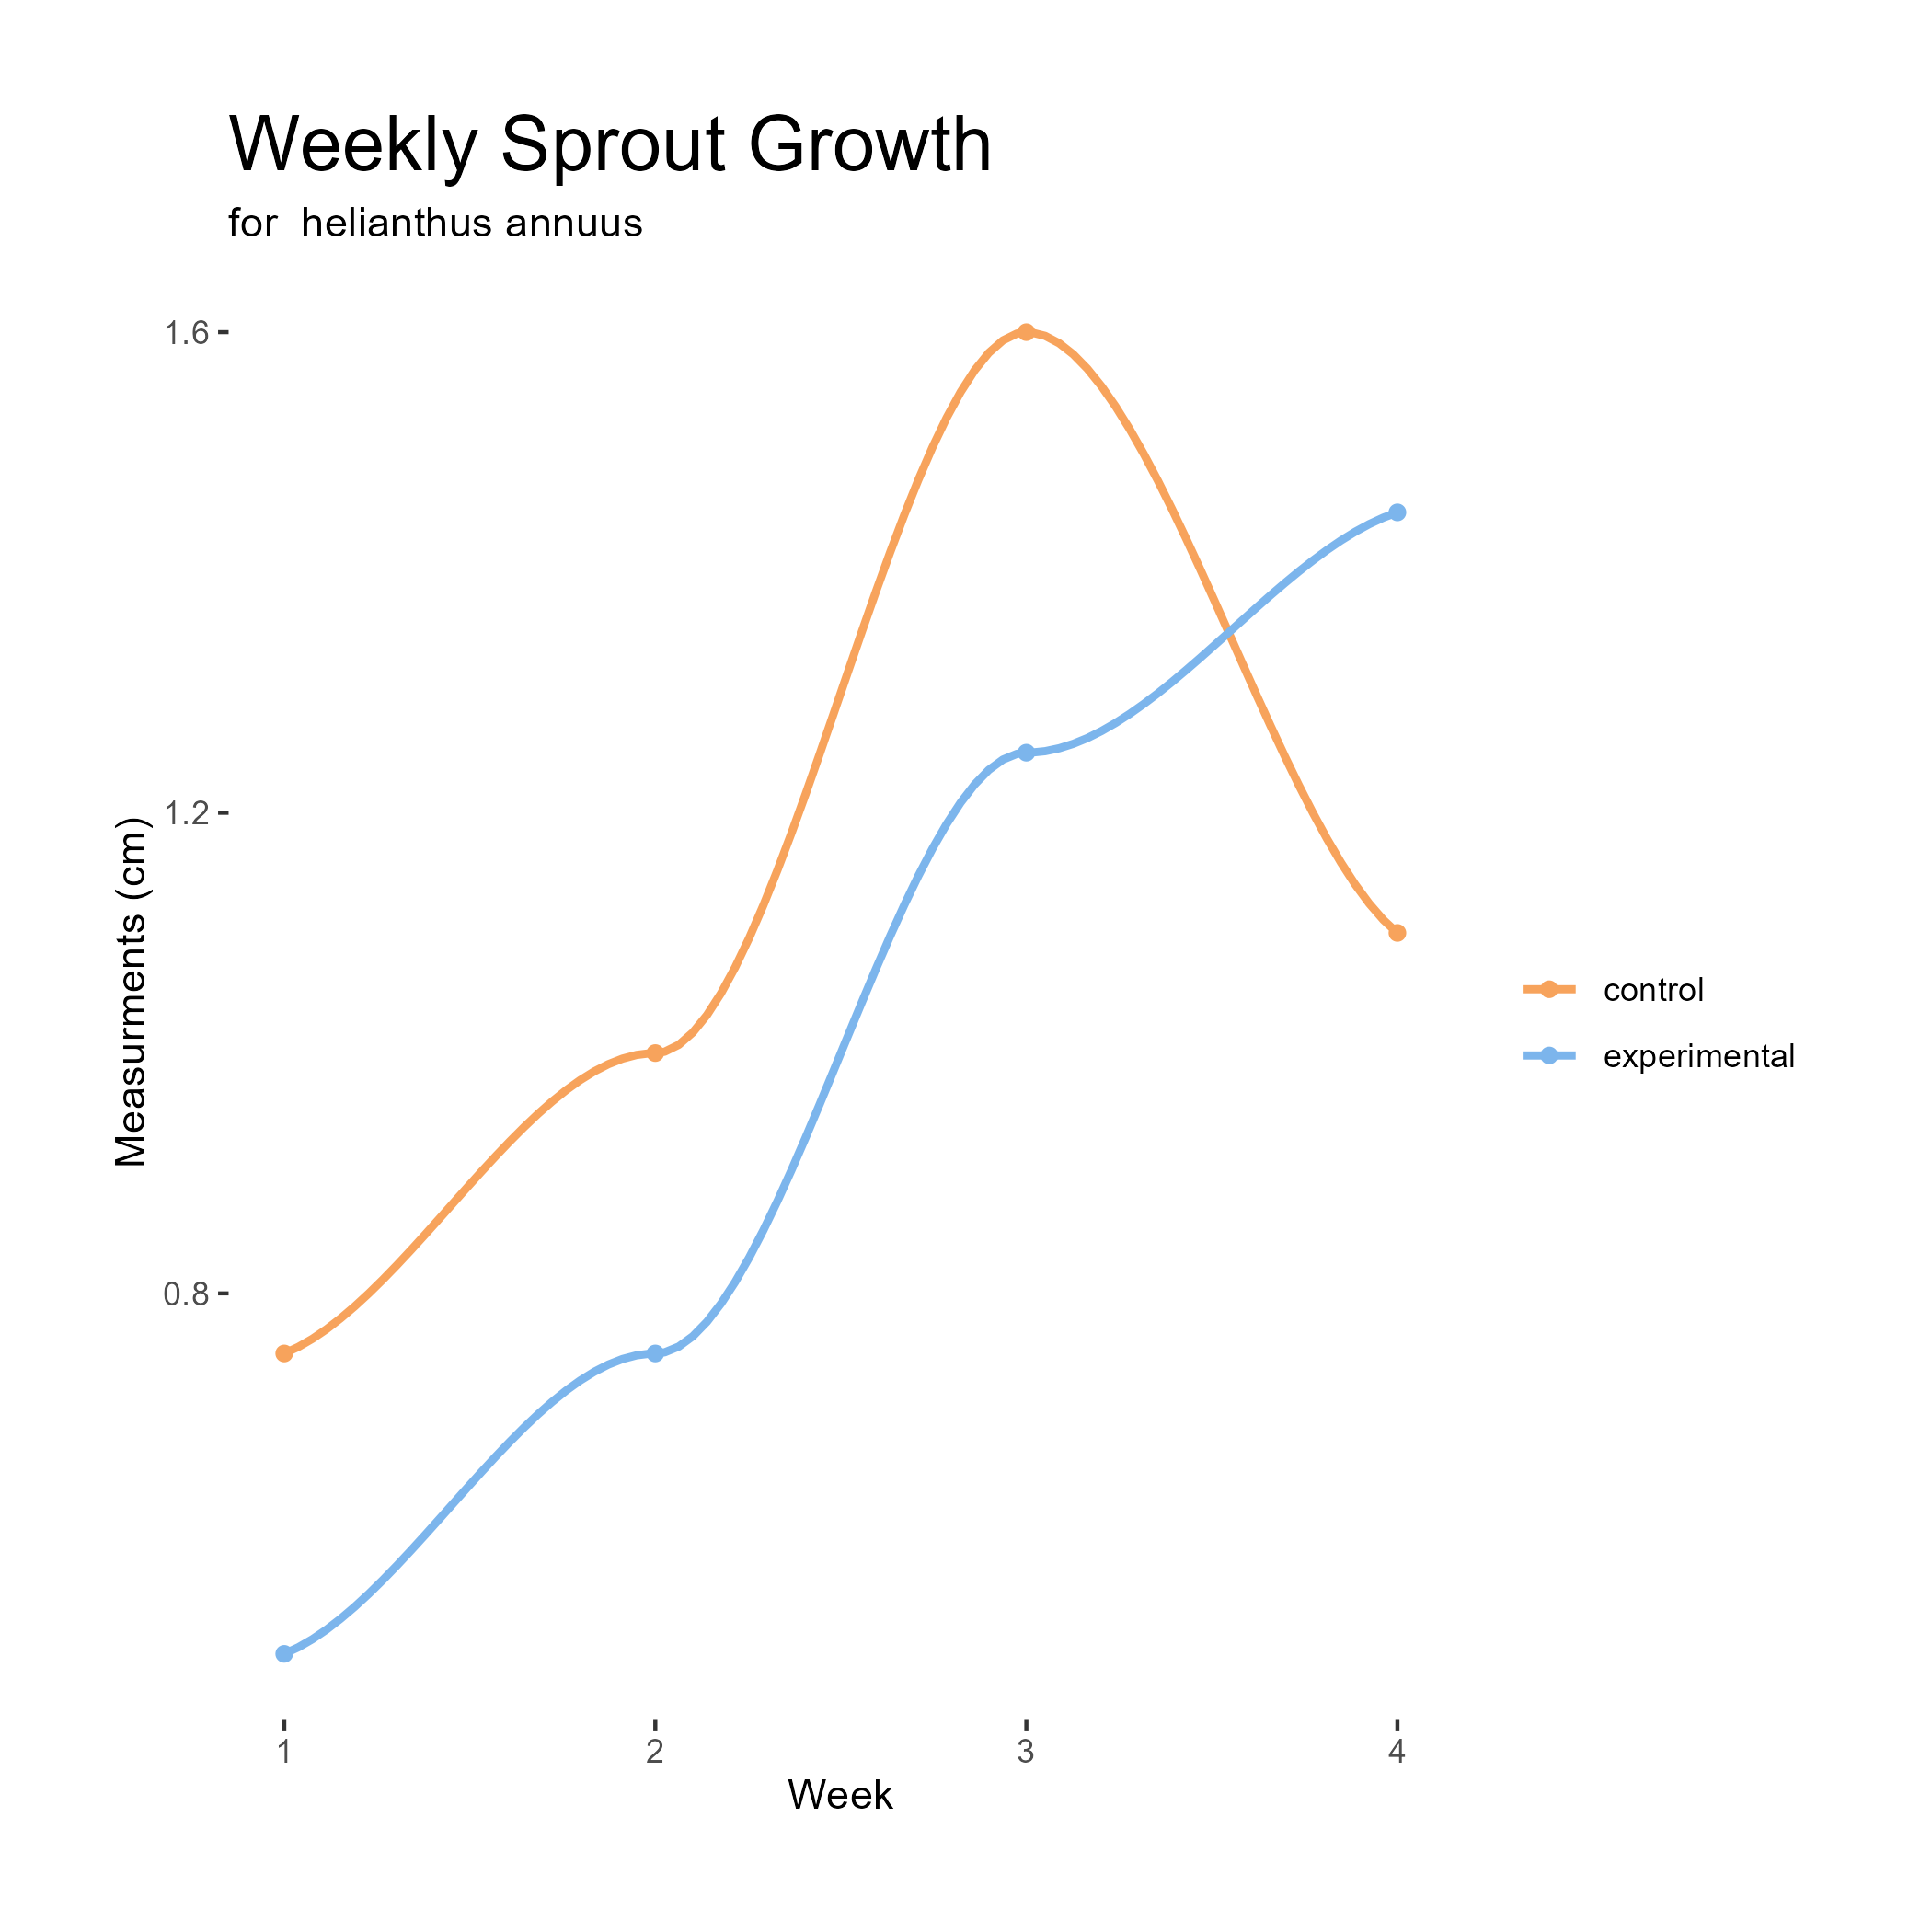 Weekly Sprout Growth
for  helianthus annuus
1.6
1.2
0.8
Measurments (cm)
1
2
3
4
Week
control
experimental